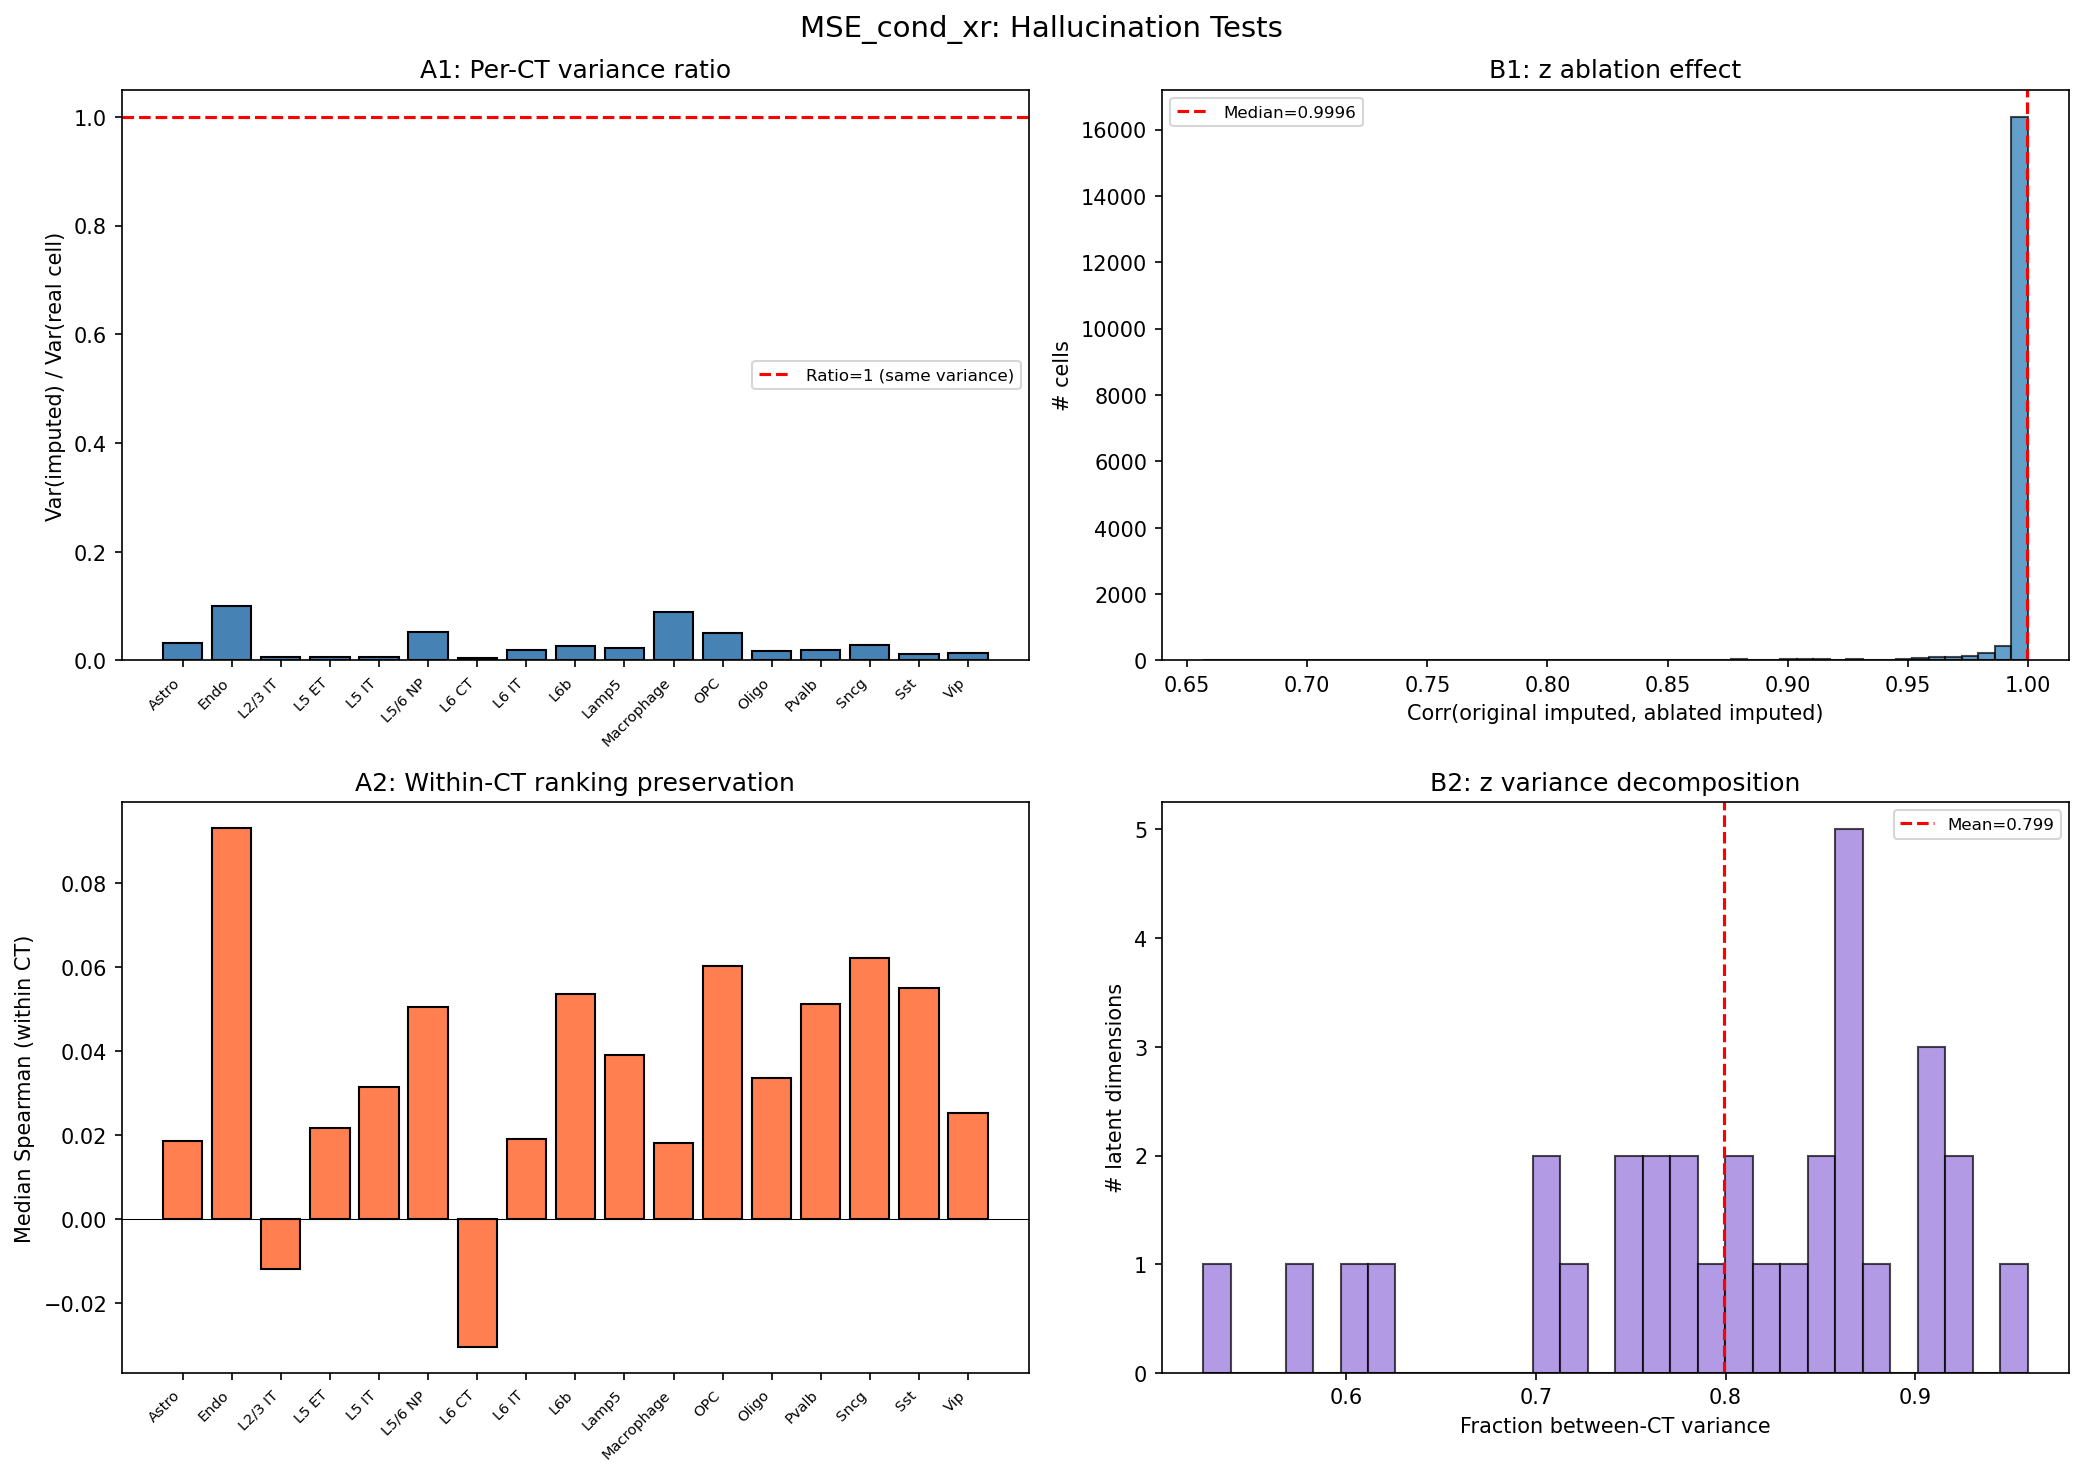 MSE_cond_xr: Hallucination Tests
A1: Per-CT variance ratio
Var(imputed) / Var(real cell)
1.0
0.8
0.6
0.4
0.2
0.0
Ratio=1 (same variance)
Astro
Endo
L2/3 IT
L5 ET
L5 IT
L5/6 NP
L6 CT
L6 IT
L6b
Lamp5
Macrophage
OPC
Oligo
Pvalb
Sncg
Sst
Vip
B1: z ablation effect
# cells
16000
14000
12000
10000
8000
6000
4000
2000
0
Median=0.9996
0.65
0.70
0.75
0.80
0.85
0.90
0.95
1.00
Corr(original imputed, ablated imputed)
A2: Within-CT ranking preservation
Median Spearman (within CT)
0.08
0.06
0.04
0.02
0.00
−0.02
Astro
Endo
L2/3 IT
L5 ET
L5 IT
L5/6 NP
L6 CT
L6 IT
L6b
Lamp5
Macrophage
OPC
Oligo
Pvalb
Sncg
Sst
Vip
B2: z variance decomposition
# latent dimensions
5
4
3
2
1
0
Mean=0.799
0.6
0.7
0.8
0.9
Fraction between-CT variance